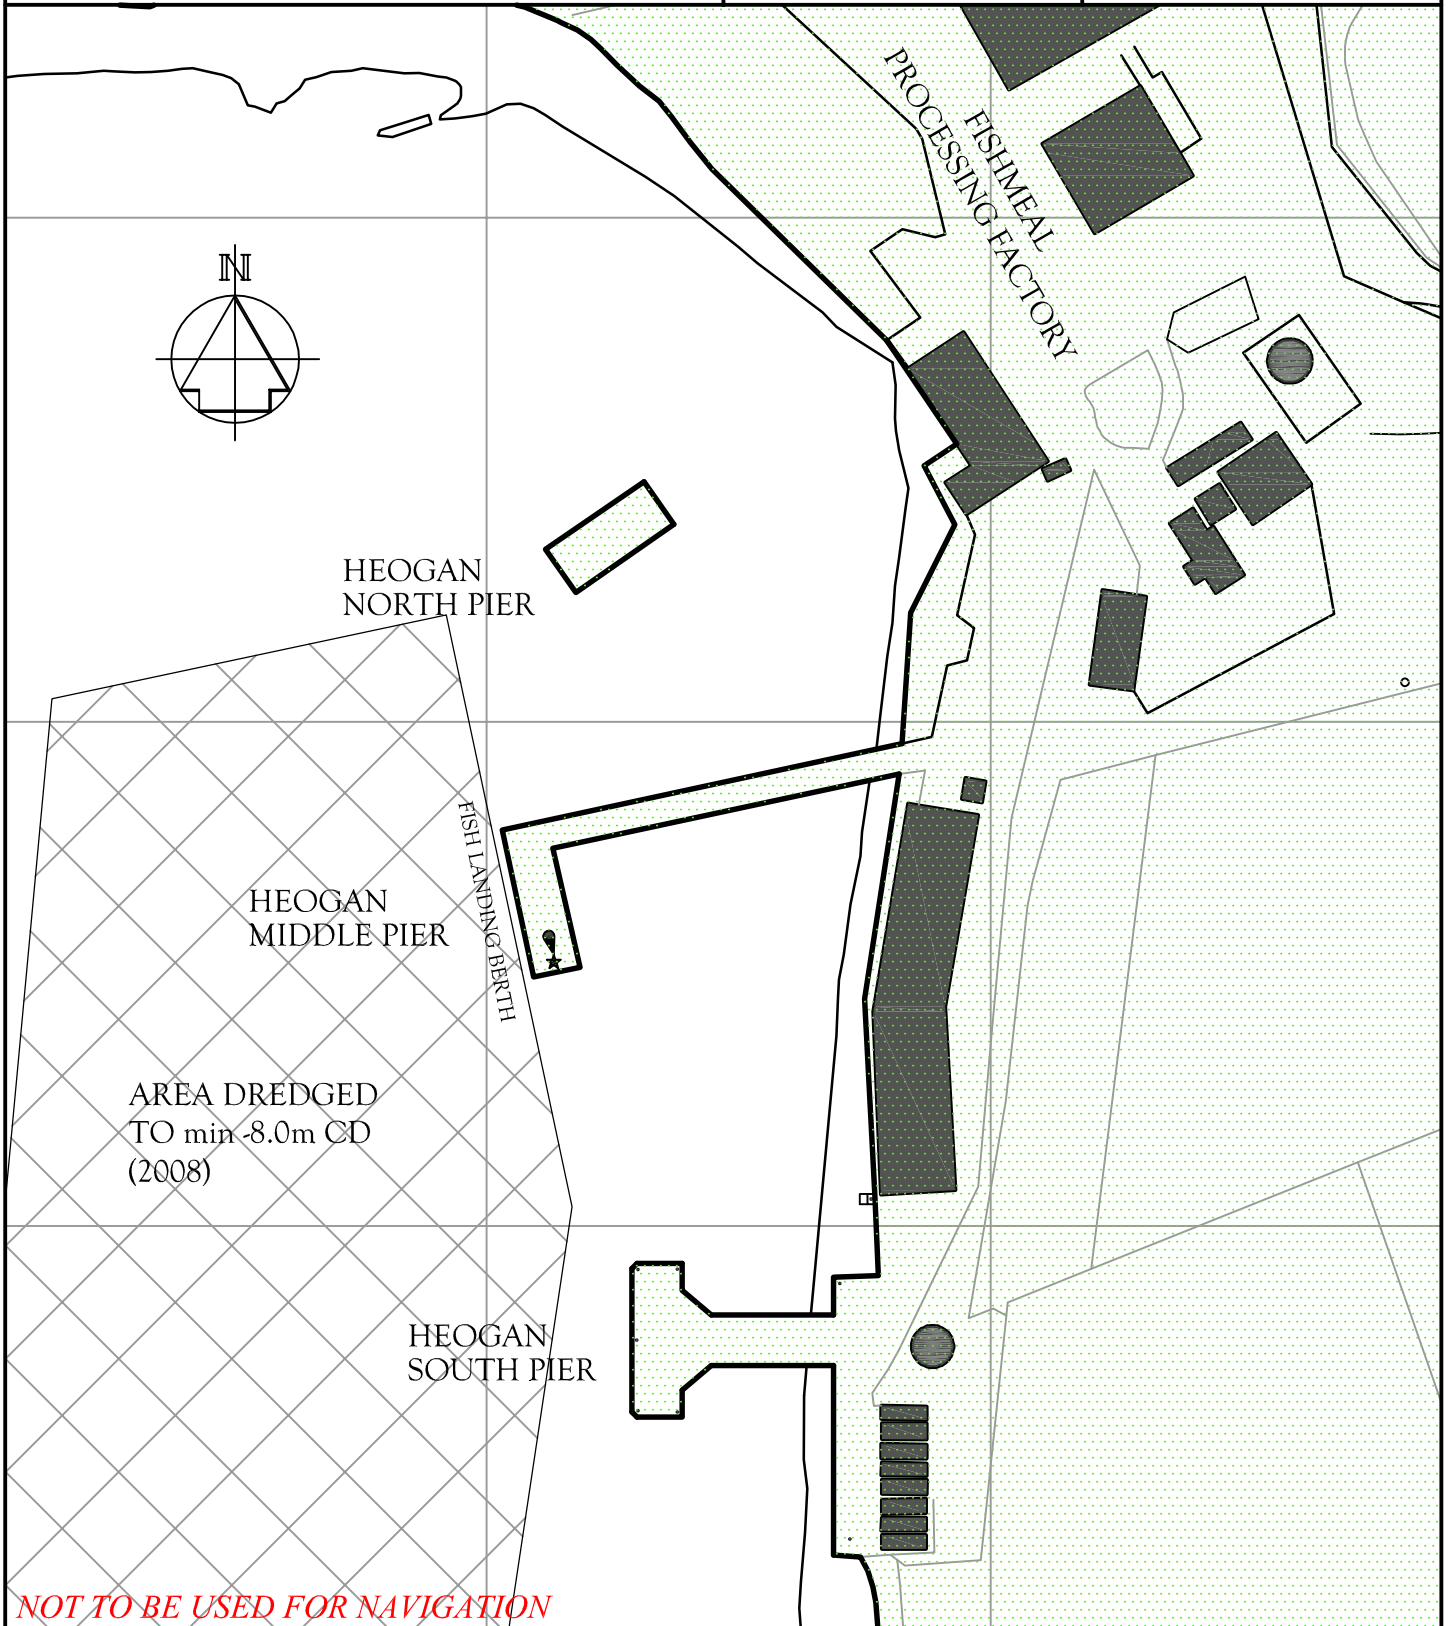 FISHMEAL
PROCESSING FACTORY
N
HEOGAN
NORTH PIER
FISH LANDING BERTH
HEOGAN
MIDDLE PIER
AREA DREDGED
TO min -8.0m CD
(2008)
HEOGAN
SOUTH PIER
NOT TO BE USED FOR NAVIGATION